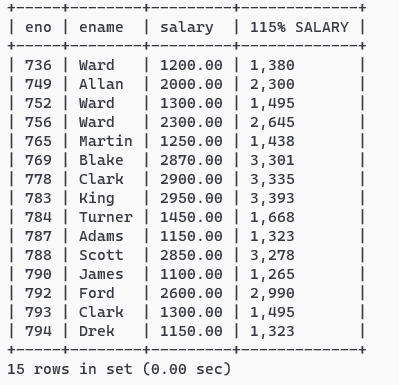 +-----+--------+---------+-------------+
| eno | ename  | salary  | 115% SALARY |
+-----+--------+---------+-------------+
| 736 | Ward   | 1200.00 | 1,380       |
| 749 | Allan  | 2000.00 | 2,300       |
| 752 | Ward   | 1300.00 | 1,495       |
| 756 | Ward   | 2300.00 | 2,645       |
| 765 | Martin | 1250.00 | 1,438       |
| 769 | Blake  | 2870.00 | 3,301       |
| 778 | Clark  | 2900.00 | 3,335       |
| 783 | King   | 2950.00 | 3,393       |
| 784 | Turner | 1450.00 | 1,668       |
| 787 | Adams  | 1150.00 | 1,323       |
| 788 | Scott  | 2850.00 | 3,278       |
| 790 | James  | 1100.00 | 1,265       |
| 792 | Ford   | 2600.00 | 2,990       |
| 793 | Clark  | 1300.00 | 1,495       |
| 794 | Drek   | 1150.00 | 1,323       |
+-----+--------+---------+-------------+
15 rows in set (0.00 sec)